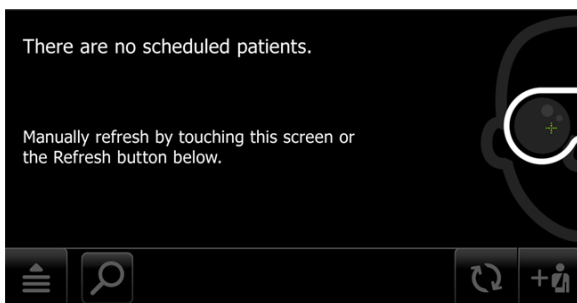 There are no scheduled patients.
Manually refresh by touching this screen or
the Refresh button below.